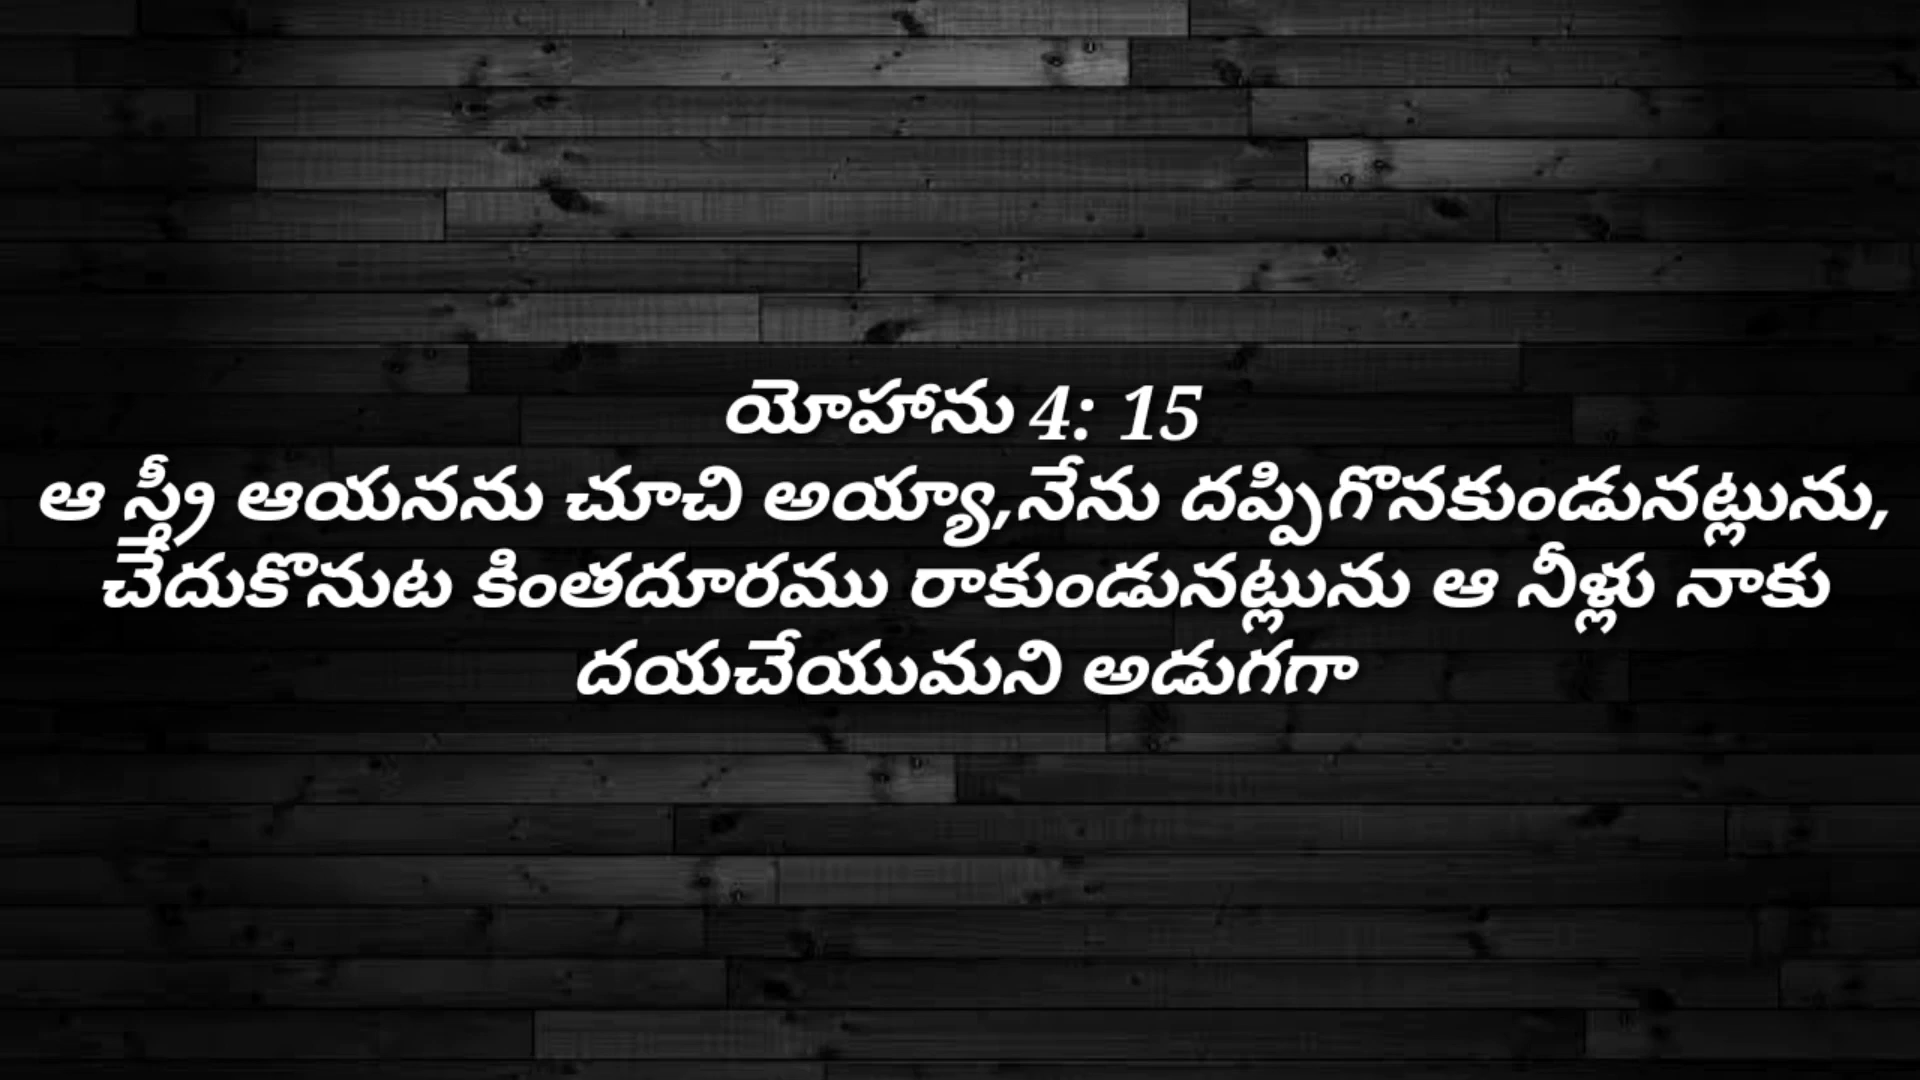 యోహాను 4: 15
ఆ స్త్రీ ఆయనను చూచి అయ్యా,నేను దప్పిగొనకుండునట్లును,
చేదుకొనుట కింతదూరము రాకుండునట్లును ఆ నీళ్లు నాకు
దయచేయుమని అడుగగా